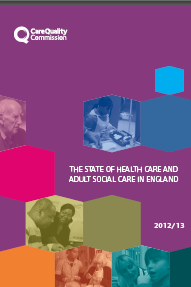 CareQuality
Commission
THE STATE OF HEALTH CARE AND
ADULT SOCIAL CARE IN ENGLAND
2012/13